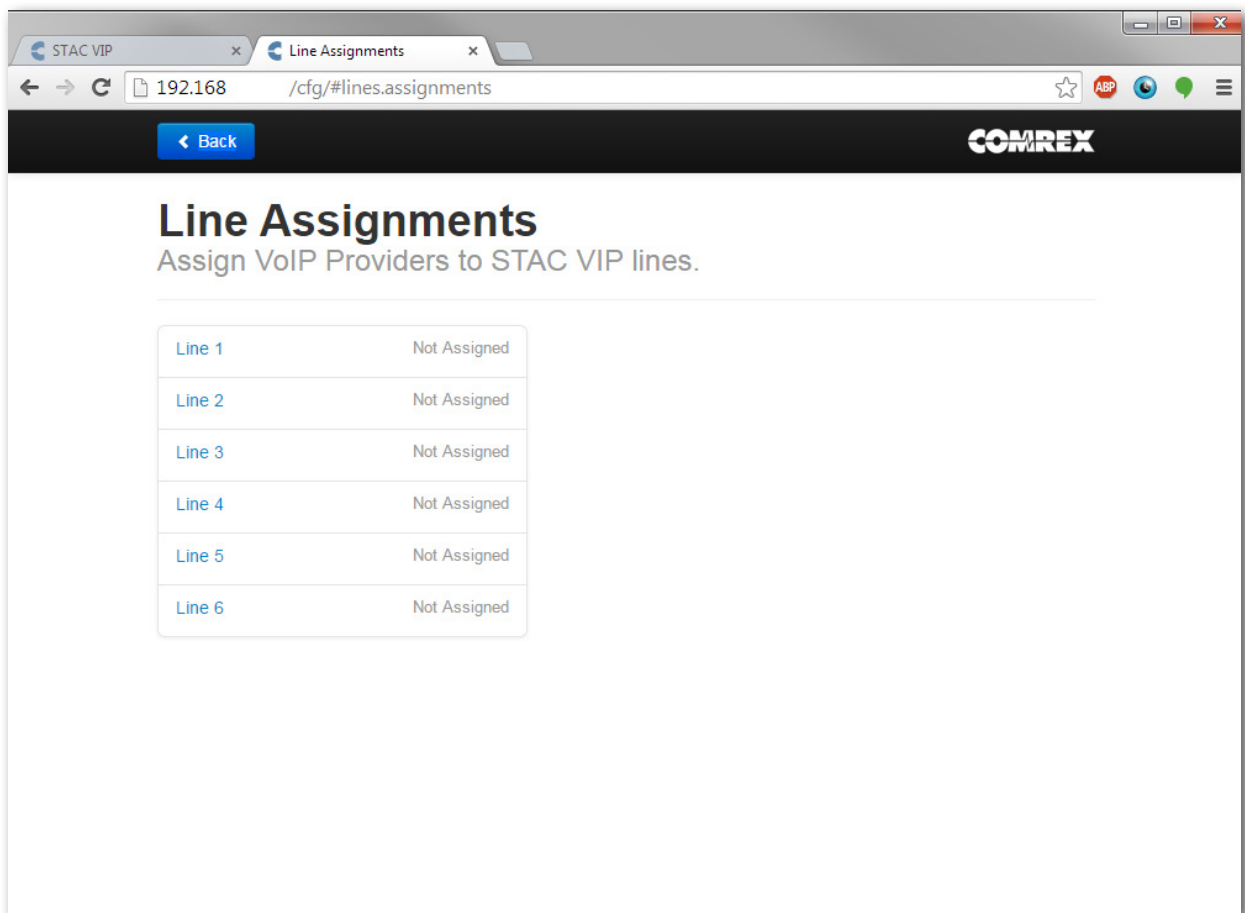 STAC VIP
Line Assignments
192.168 /cfg/#lines.assignments
ABP
Back
COMREX
Line Assignments
Assign VoIP Providers to STAC VIP lines.
Line 1 Not Assigned
Line 2 Not Assigned
Line 3 Not Assigned
Line 4 Not Assigned
Line 5 Not Assigned
Line 6 Not Assigned